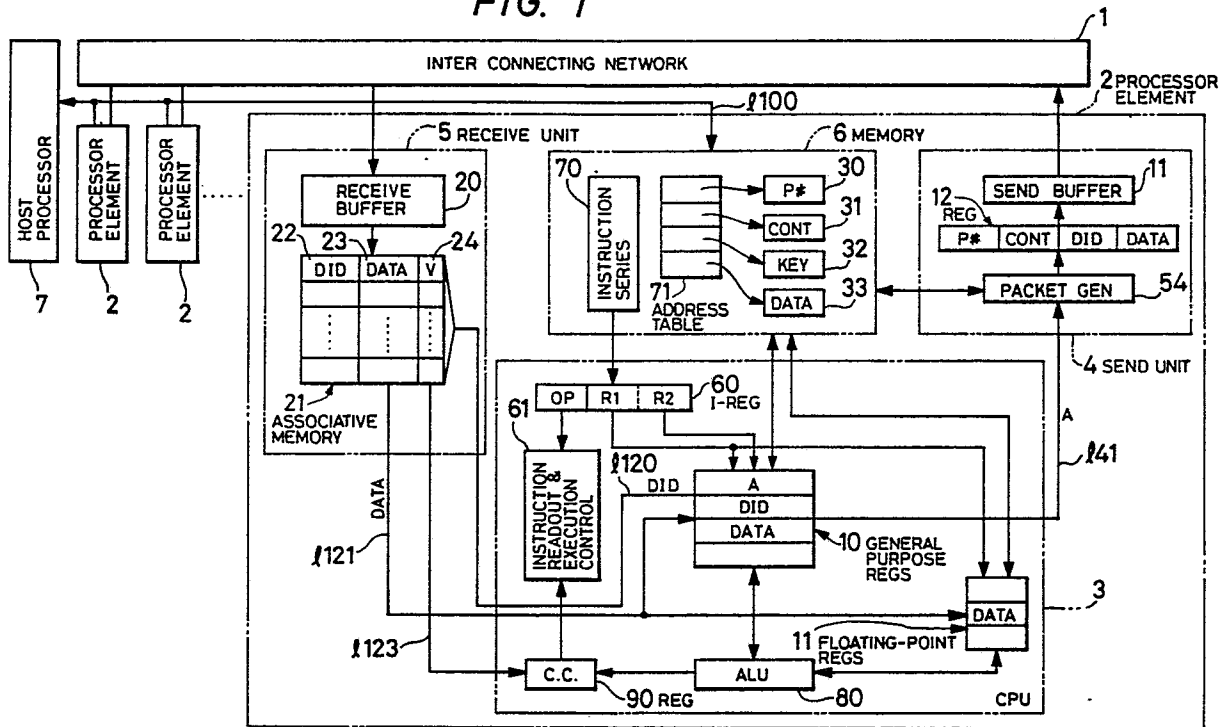 FIG. 1
1
INTER CONNECTING NETWORK
ℓ100
2 PROCESSOR
ELEMENT
HOST
PROCESSOR
7
PROCESSOR
ELEMENT
2
PROCESSOR
ELEMENT
2
5 RECEIVE UNIT
RECEIVE
BUFFER
20
22
23
24
DID
DATA
V
21
ASSOCIATIVE
MEMORY
6 MEMORY
70
INSTRUCTION
SERIES
71
ADDRESS
TABLE
P#
30
CONT
31
KEY
32
DATA
33
SEND BUFFER
11
12
REG
P#
CONT
DID
DATA
PACKET GEN
54
4 SEND UNIT
OP
R1
R2
60
I-REG
61
INSTRUCTION
READOUT &
EXECUTION
CONTROL
ℓ120
DID
A
DID
DATA
10 GENERAL
PURPOSE
REGS
A
ℓ41
DATA
ℓ121
ℓ123
DATA
11 FLOATING-POINT
REGS
3
C.C.
90 REG
ALU
80
CPU